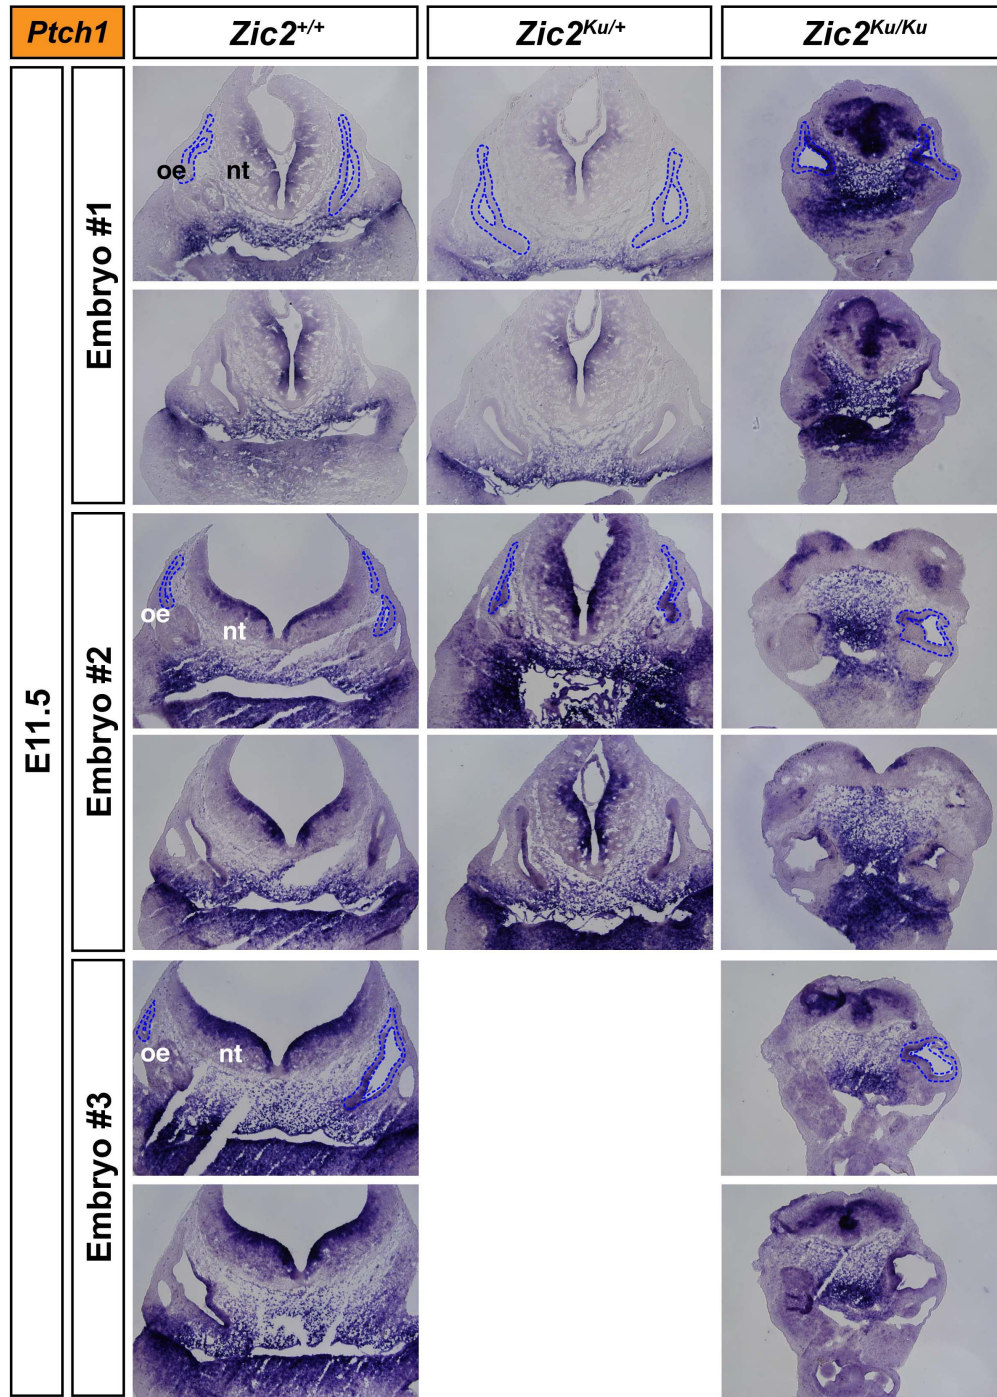 Ptch1
Zic2+/+
Zic2Ku/+
Zic2Ku/Ku
E11.5
Embryo #1
oe
nt
Embryo #2
oe
nt
Embryo #3
oe
nt